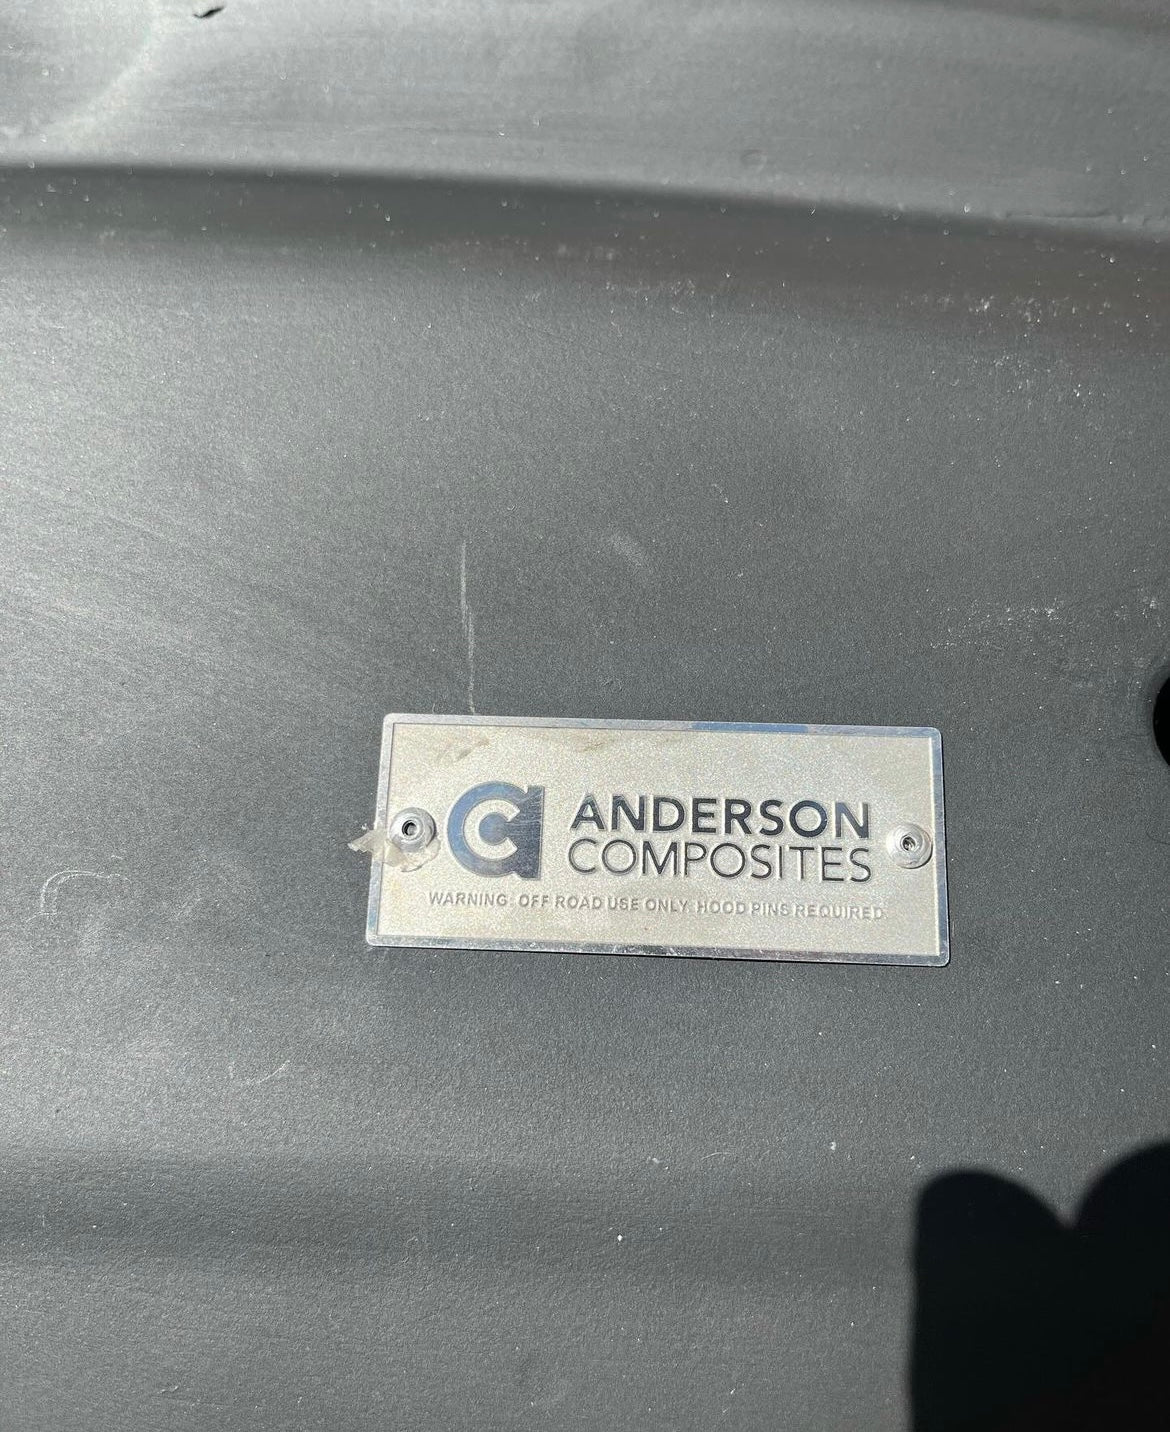 ANDERSON
COMPOSITES
WARNING: OFF ROAD USE ONLY. HOOD PINS REQUIRED.